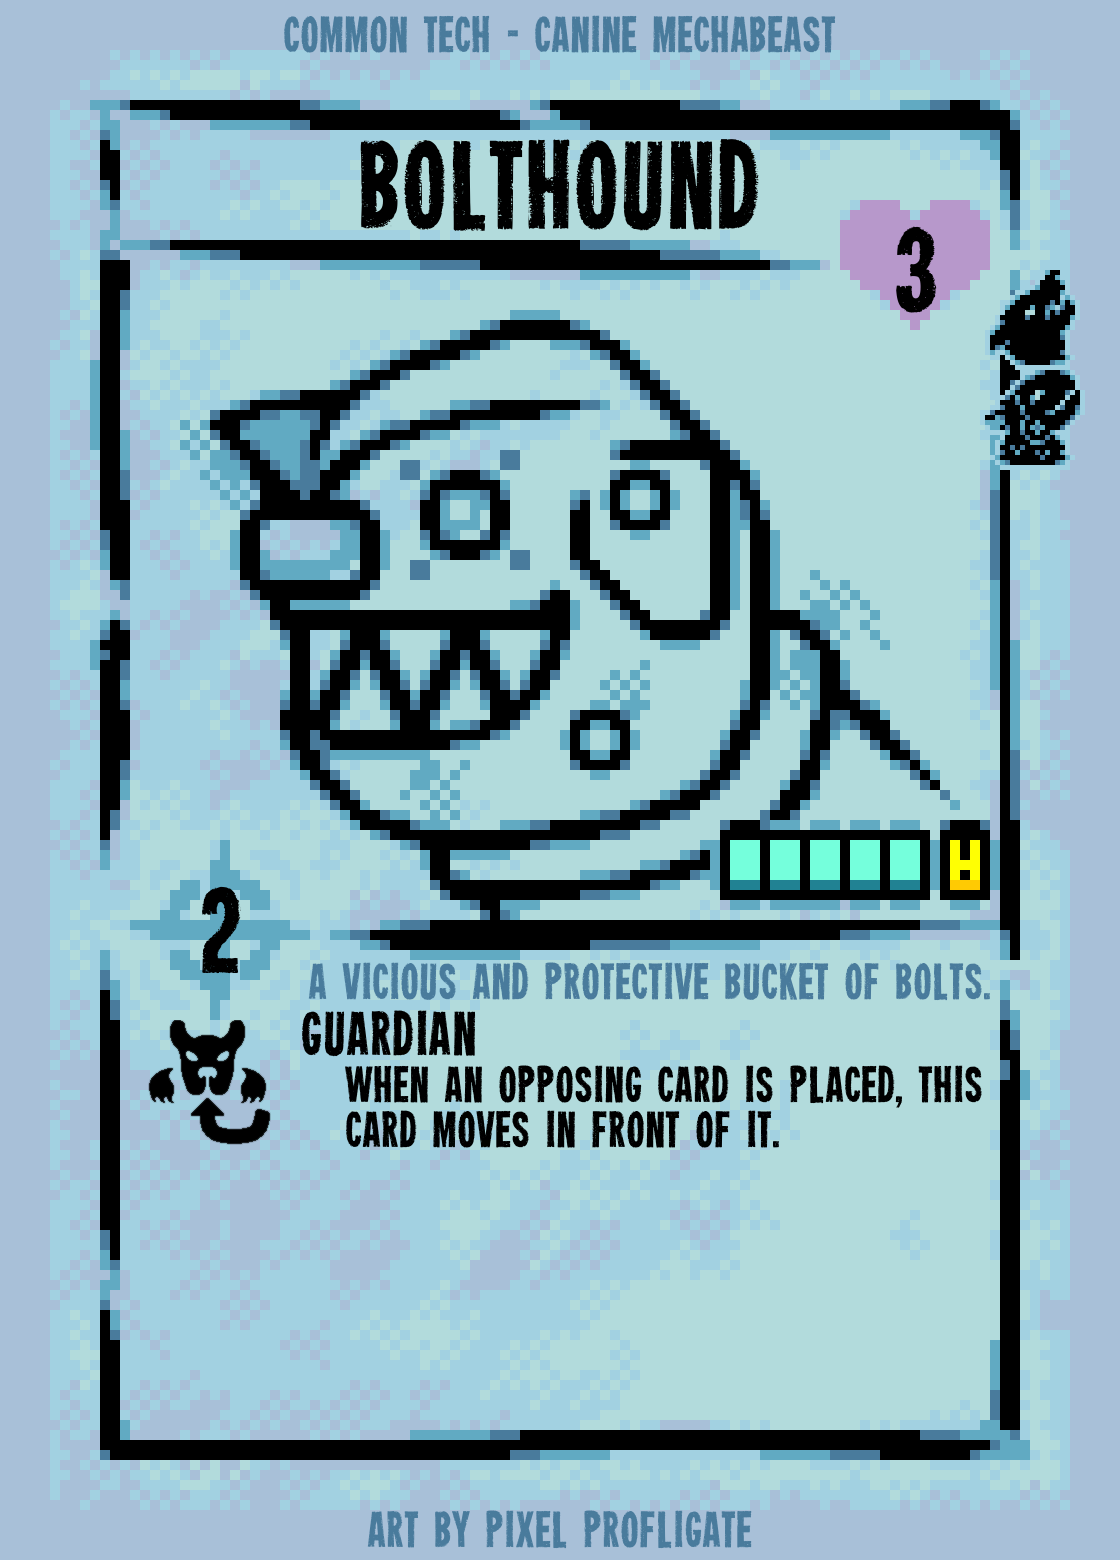 COMMON TECH - CANINE MECHABEAST
BOLTHOUND
3
2
A VICIOUS AND PROTECTIVE BUCKET OF BOLTS.
GUARDIAN
WHEN AN OPPOSING CARD IS PLACED, THIS
CARD MOVES IN FRONT OF IT.
ART BY PIXEL PROFLIGATE